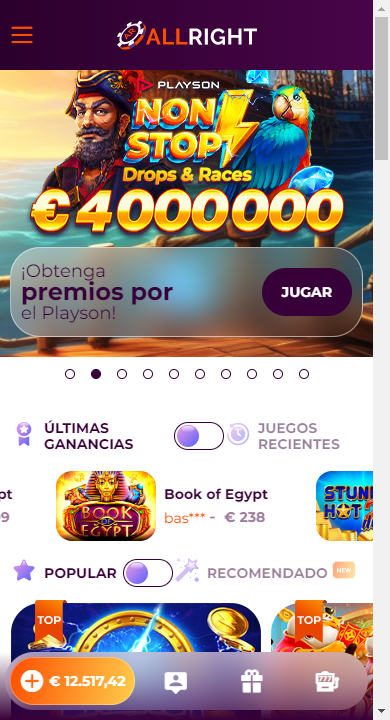 ALLRIGHT
PLAYSON
NON
STOP
Drops & Races
€4000000
¡Obtenga
premios por
el Playson!
JUGAR
ÚLTIMAS
GANANCIAS
JUEGOS
RECIENTES
pt
9
BOOK OF
EGYPT
Book of Egypt
bas*** - € 238
HOT
POPULAR
RECOMENDADO
NEW
TOP
TOP
€ 12.517,42
777